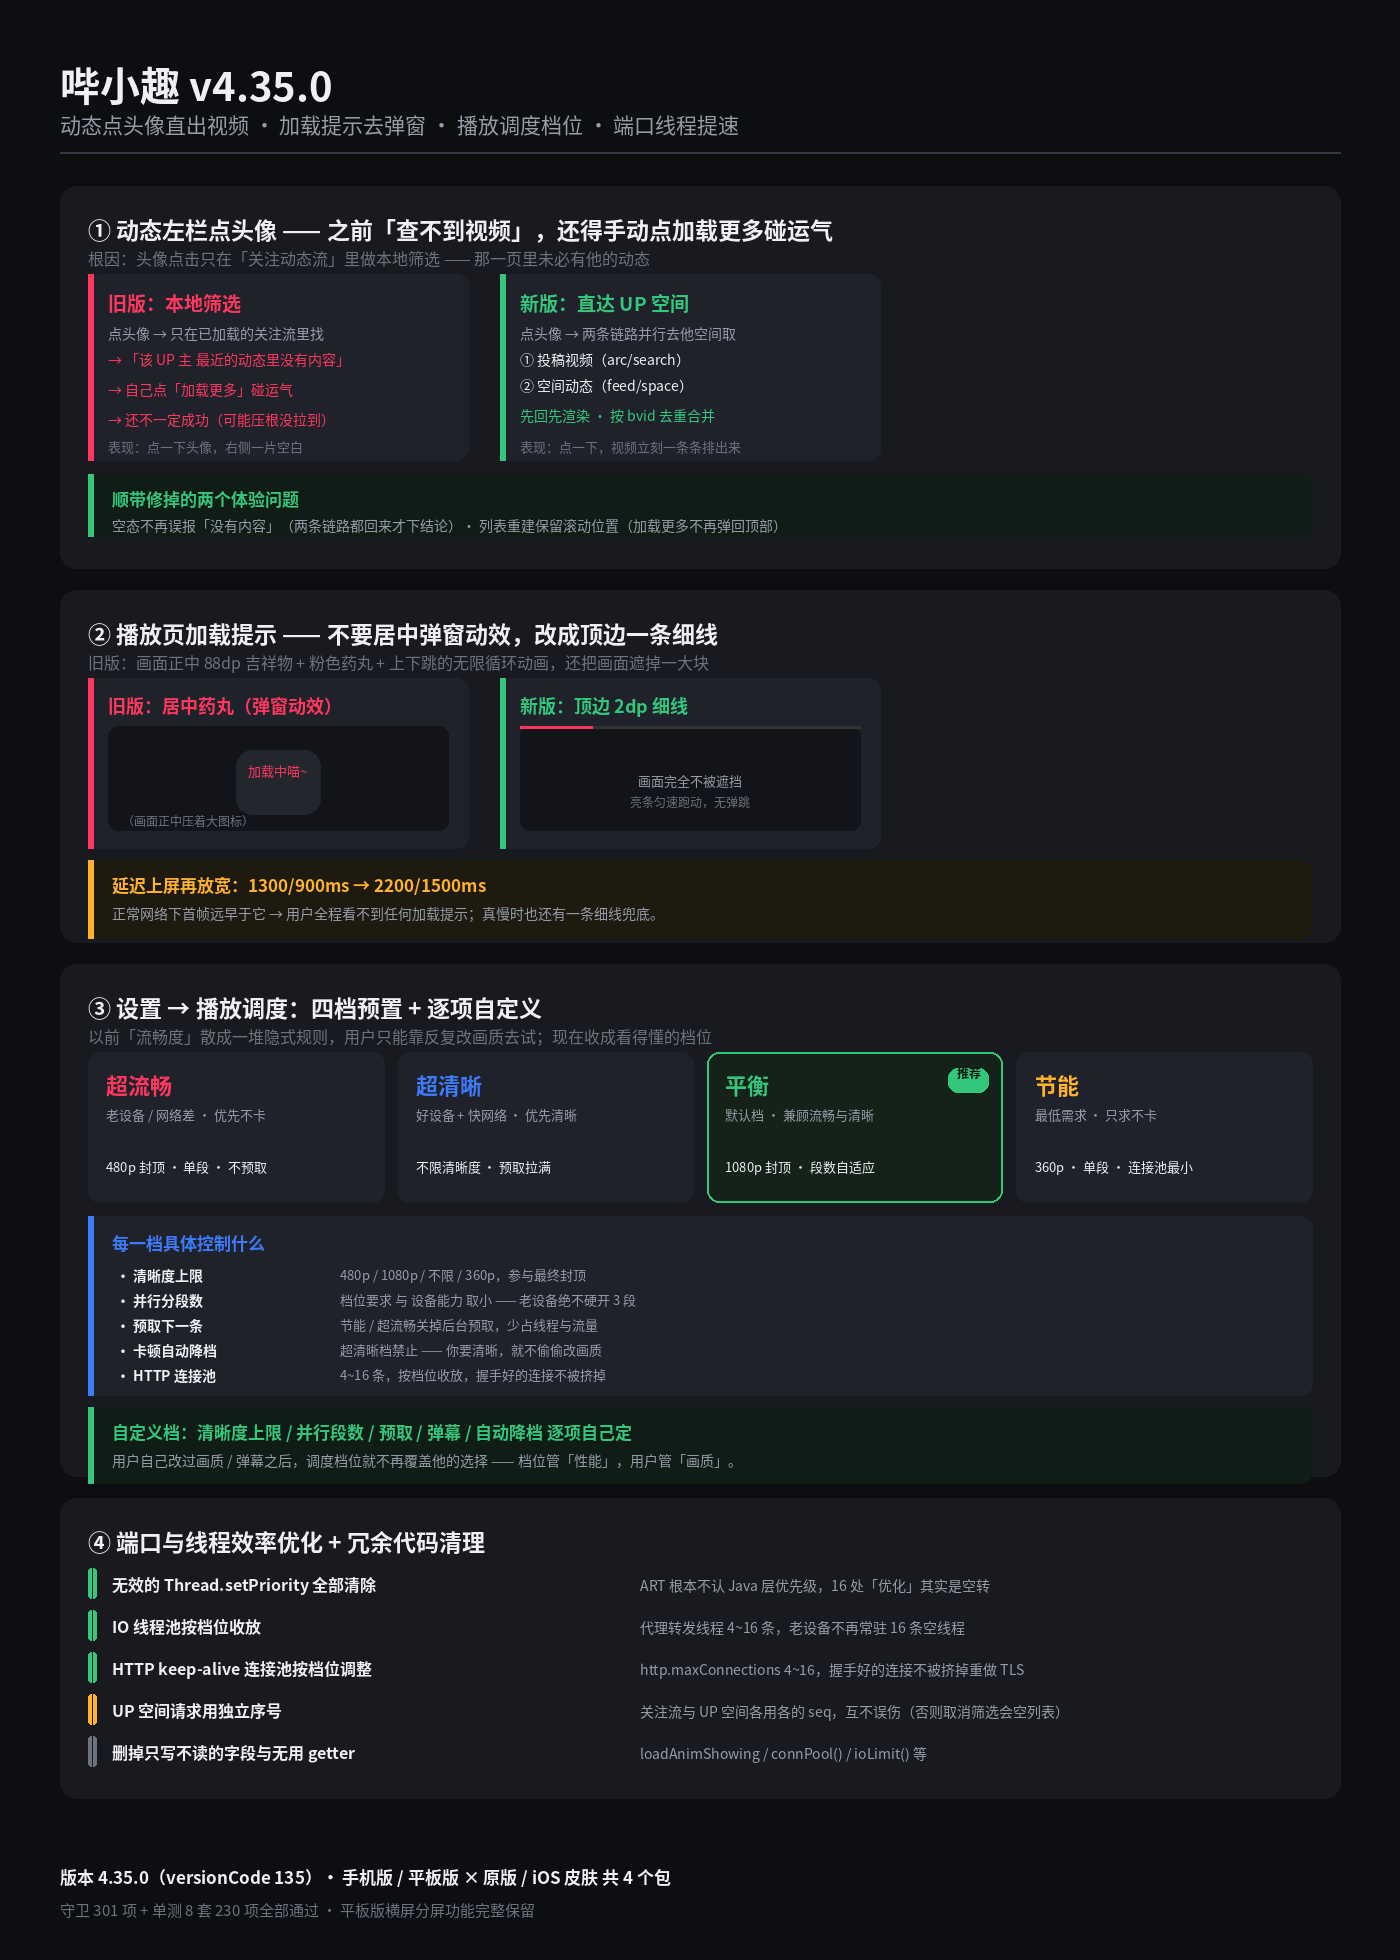 哔小趣 v4.35.0
动态点头像直出视频 · 加载提示去弹窗 · 播放调度档位 · 端口线程提速
① 动态左栏点头像 —— 之前「查不到视频」，还得手动点加载更多碰运气
根因：头像点击只在「关注动态流」里做本地筛选 —— 那一页里未必有他的动态
旧版：本地筛选
点头像 → 只在已加载的关注流里找
→ 「该 UP 主 最近的动态里没有内容」
→ 自己点「加载更多」碰运气
→ 还不一定成功（可能压根没拉到）
表现：点一下头像，右侧一片空白
新版：直达 UP 空间
点头像 → 两条链路并行去他空间取
① 投稿视频（arc/search）
② 空间动态（feed/space）
先回先渲染 · 按 bvid 去重合并
表现：点一下，视频立刻一条条排出来
顺带修掉的两个体验问题
空态不再误报「没有内容」（两条链路都回来才下结论） · 列表重建保留滚动位置（加载更多不再弹回顶部）
② 播放页加载提示 —— 不要居中弹窗动效，改成顶边一条细线
旧版：画面正中 88dp 吉祥物 + 粉色药丸 + 上下跳的无限循环动画，还把画面遮掉一大块
旧版：居中药丸（弹窗动效）
加载中喵~
（画面正中压着大图标）
新版：顶边 2dp 细线
画面完全不被遮挡
亮条匀速跑动，无弹跳
延迟上屏再放宽：1300/900ms → 2200/1500ms
正常网络下首帧远早于它 → 用户全程看不到任何加载提示；真慢时也还有一条细线兜底。
③ 设置 → 播放调度：四档预置 + 逐项自定义
以前「流畅度」散成一堆隐式规则，用户只能靠反复改画质去试；现在收成看得懂的档位
超流畅
老设备 / 网络差 · 优先不卡
480p 封顶 · 单段 · 不预取
超清晰
好设备 + 快网络 · 优先清晰
不限清晰度 · 预取拉满
平衡
推荐
默认档 · 兼顾流畅与清晰
1080p 封顶 · 段数自适应
节能
最低需求 · 只求不卡
360p · 单段 · 连接池最小
每一档具体控制什么
· 清晰度上限 480p / 1080p / 不限 / 360p，参与最终封顶
· 并行分段数 档位要求 与 设备能力 取小 —— 老设备绝不硬开 3 段
· 预取下一条 节能 / 超流畅关掉后台预取，少占线程与流量
· 卡顿自动降档 超清晰档禁止 —— 你要清晰，就不偷偷改画质
· HTTP 连接池 4~16 条，按档位收放，握手好的连接不被挤掉
自定义档：清晰度上限 / 并行段数 / 预取 / 弹幕 / 自动降档 逐项自己定
用户自己改过画质 / 弹幕之后，调度档位就不再覆盖他的选择 —— 档位管「性能」，用户管「画质」。
④ 端口与线程效率优化 + 冗余代码清理
无效的 Thread.setPriority 全部清除 ART 根本不认 Java 层优先级，16 处「优化」其实是空转
IO 线程池按档位收放 代理转发线程 4~16 条，老设备不再常驻 16 条空线程
HTTP keep-alive 连接池按档位调整 http.maxConnections 4~16，握手好的连接不被挤掉重做 TLS
UP 空间请求用独立序号 关注流与 UP 空间各用各的 seq，互不误伤（否则取消筛选会空列表）
删掉只写不读的字段与无用 getter loadAnimShowing / connPool() / ioLimit() 等
版本 4.35.0（versionCode 135） · 手机版 / 平板版 × 原版 / iOS 皮肤 共 4 个包
守卫 301 项 + 单测 8 套 230 项全部通过 · 平板版横屏分屏功能完整保留